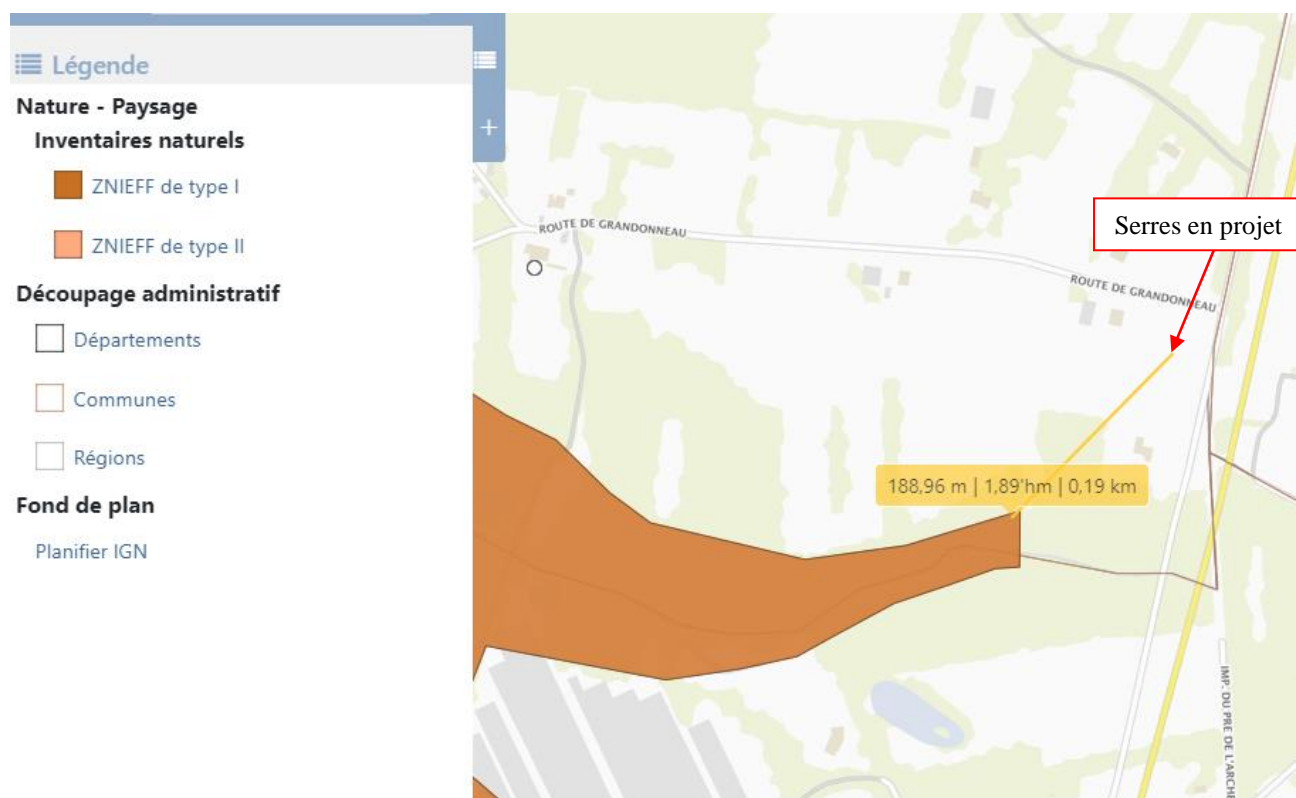 Légende
Nature - Paysage
Inventaires naturels
ZNIEFF de type I
ZNIEFF de type II
Découpage administratif
Départements
Communes
Régions
Fond de plan
Planifier IGN
+
ROUTE DE GRANDONNEAU
Serres en projet
ROUTE DE GRANDONNEAU
188,96 m | 1,89'hm | 0,19 km
IMP. DU PRE DE L'ARCHE